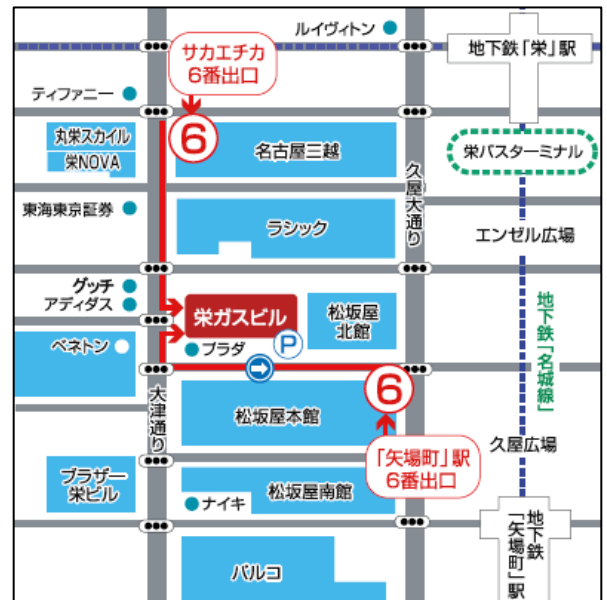 ルイヴィトン
サカエチカ
6番出口
地下鉄「栄」駅
ティファニー
6
丸栄スカイル
栄NOVA
名古屋三越
栄バスターミナル
久屋大通り
東海東京証券
ラシック
エンゼル広場
グッチ
アディダス
栄ガスビル
松坂屋
北館
地下鉄「名城線」
ベネトン
プラダ
P
大津通り
6
松坂屋本館
「矢場町」駅
6番出口
久屋広場
ブラザー
栄ビル
ナイキ
松坂屋南館
地下鉄
「矢場町」駅
パルコ